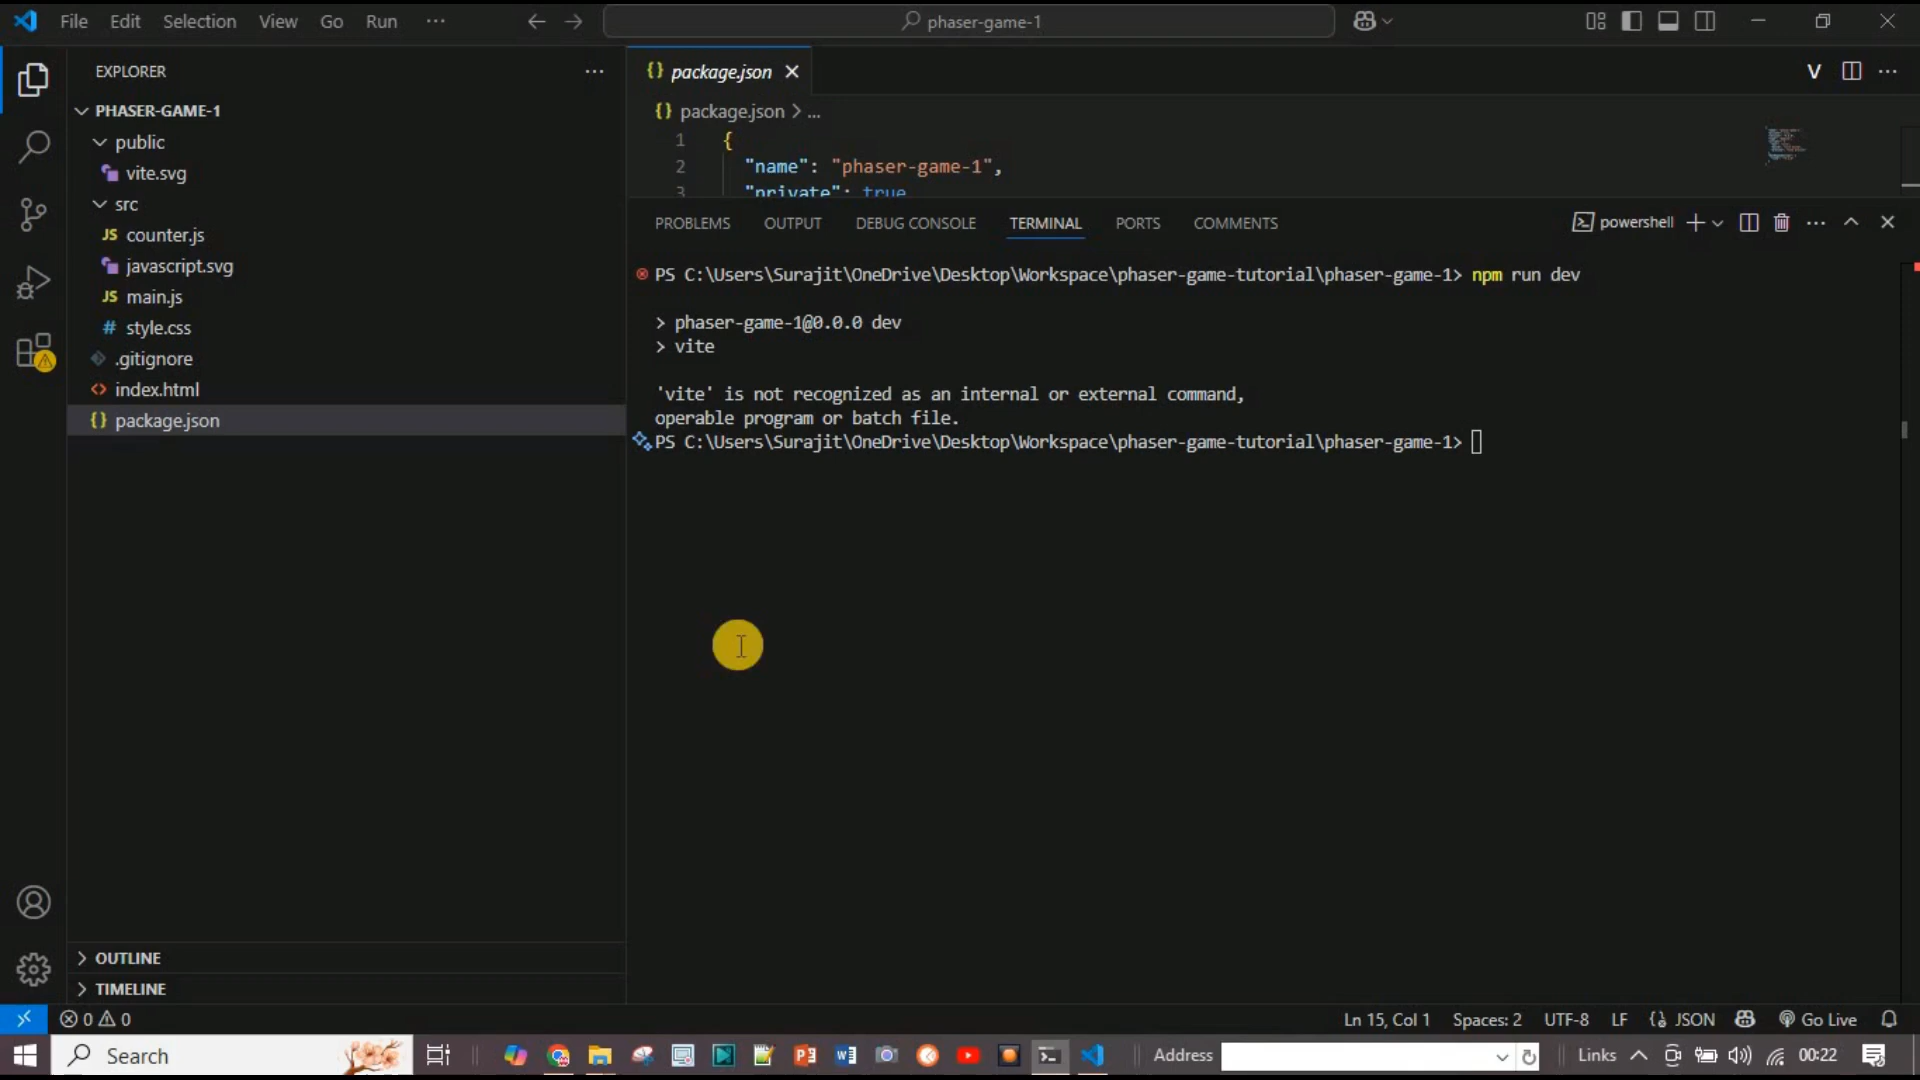 File Edit Selection View Go Run ···
phaser-game-1
EXPLORER
PHASER-GAME-1
public
vite.svg
src
JS counter.js
javascript.svg
JS main.js
# style.css
.gitignore
<> index.html
{} package.json
OUTLINE
TIMELINE
{} package.json
V
{} package.json > ...
1 {
2 "name": "phaser-game-1",
3 "private": true
PROBLEMS OUTPUT DEBUG CONSOLE TERMINAL PORTS COMMENTS
powershell
PS C:\Users\Surajit\OneDrive\Desktop\Workspace\phaser-game-tutorial\phaser-game-1> npm run dev
> phaser-game-1@0.0.0 dev
> vite
'vite' is not recognized as an internal or external command,
operable program or batch file.
PS C:\Users\Surajit\OneDrive\Desktop\Workspace\phaser-game-tutorial\phaser-game-1>
0 0
Ln 15, Col 1 Spaces: 2 UTF-8 LF {} JSON Go Live
Search
Address
Links
00:22